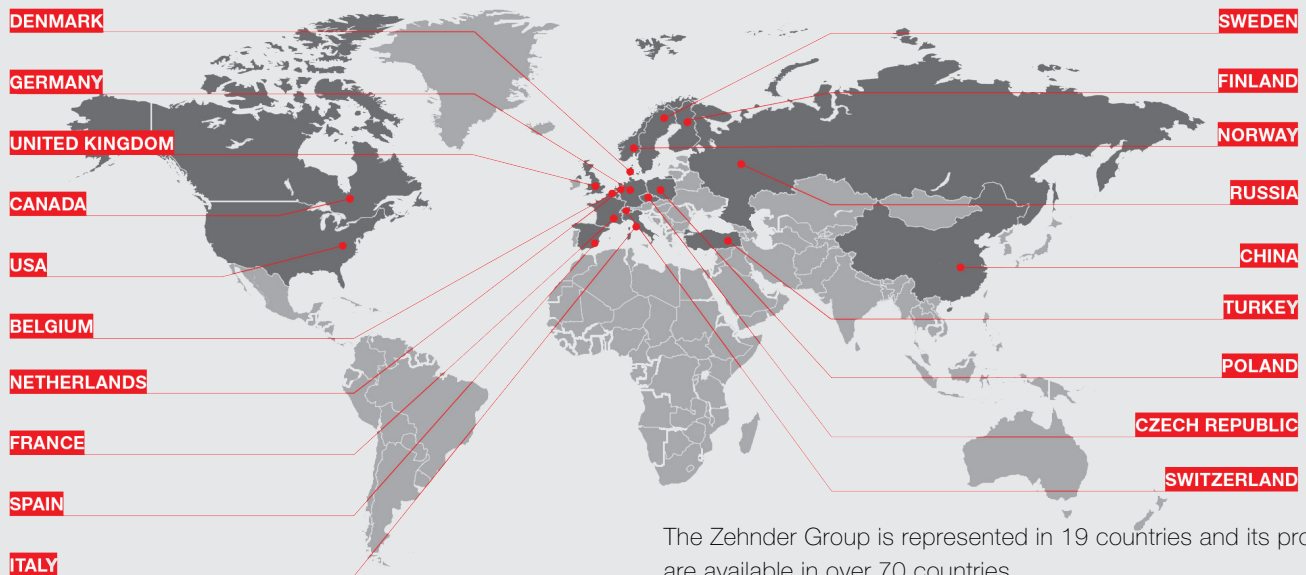 DENMARK
GERMANY
UNITED KINGDOM
CANADA
USA
BELGIUM
NETHERLANDS
FRANCE
SPAIN
ITALY
SWEDEN
FINLAND
NORWAY
RUSSIA
CHINA
TURKEY
POLAND
CZECH REPUBLIC
SWITZERLAND
The Zehnder Group is represented in 19 countries and its pro
are available in over 70 countries